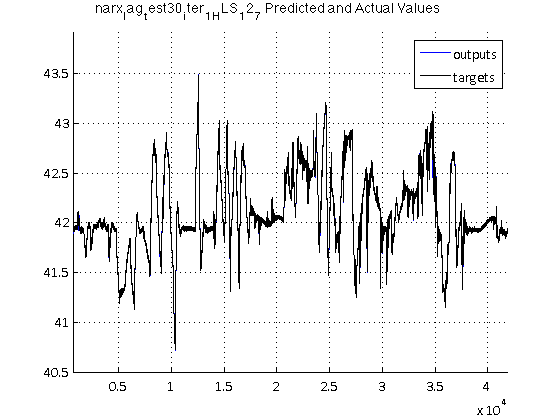 narx_lag_test30_iter_1H_LS_127 Predicted and Actual Values
outputs
targets
43.5
43
42.5
42
41.5
41
40.5
0.5 1 1.5 2 2.5 3 3.5 4
x 10^4